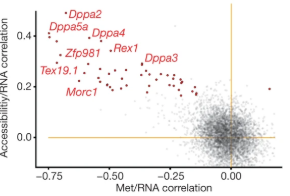 Dppa2
Dppa5a
Dppa4
Rex1
Zfp981
Dppa3
Tex19.1
Morc1
Accessibility/RNA correlation
0.4
0.2
0.0
−0.75
−0.50
−0.25
0.00
Met/RNA correlation